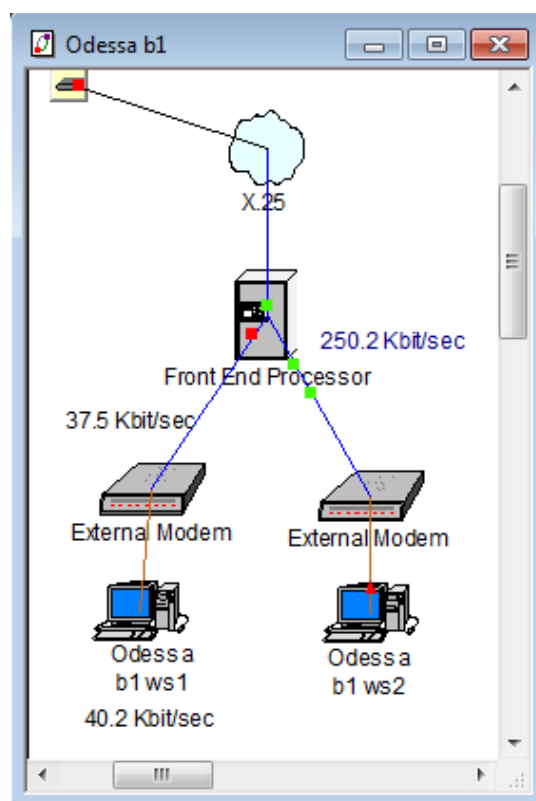 Odessa b1
X.25
250.2 Kbit/sec
Front End Processor
37.5 Kbit/sec
External Modem
External Modem
Odessa
b1 ws1
Odessa
b1 ws2
40.2 Kbit/sec